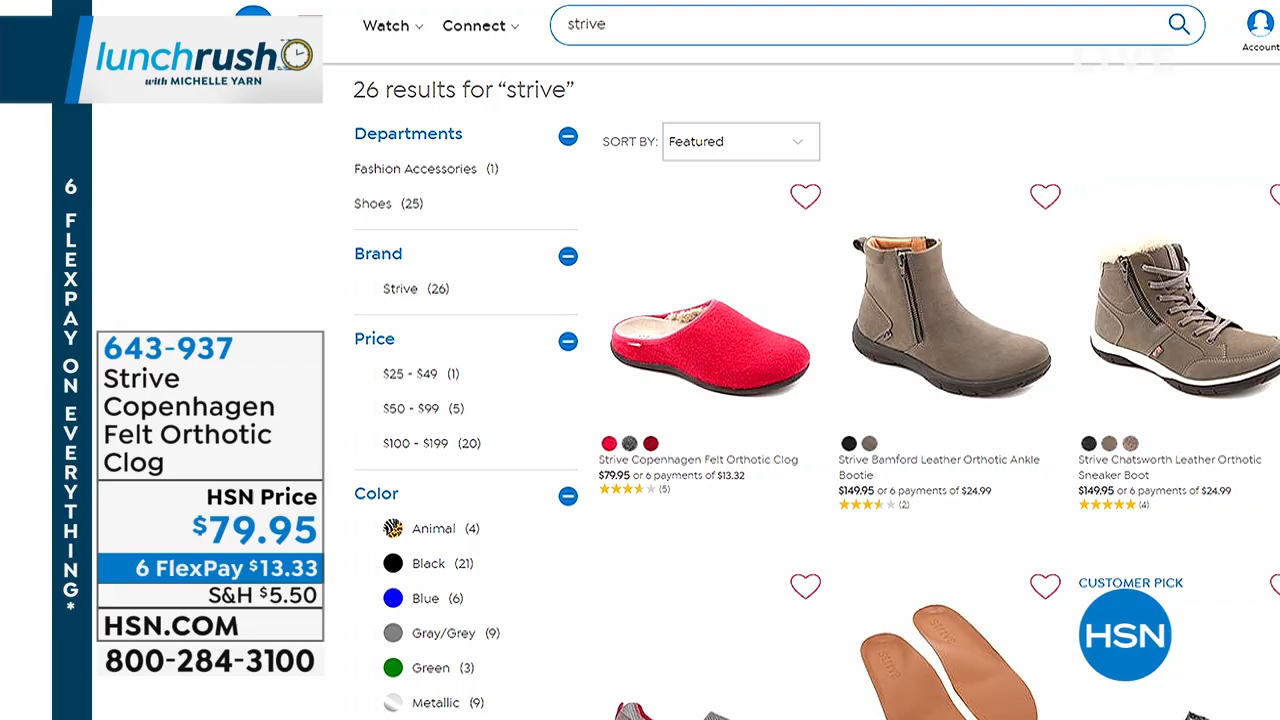 lunchrush
with MICHELLE YARN
6 FLEXPAY ON EVERYTHING*
643-937
Strive
Copenhagen
Felt Orthotic
Clog
HSN Price
$79.95
6 FlexPay $13.33
S&H $5.50
HSN.COM
800-284-3100
Watch
Connect
strive
Account
LIVE
26 results for “strive”
Departments
Fashion Accessories (1)
Shoes (25)
Brand
Strive (26)
Price
$25 - $49 (1)
$50 - $99 (5)
$100 - $199 (20)
Color
Animal (4)
Black (21)
Blue (6)
Gray/Grey (9)
Green (3)
Metallic (9)
SORT BY: Featured
Strive Copenhagen Felt Orthotic Clog
$79.95 or 6 payments of $13.32
(5)
Strive Bamford Leather Orthotic Ankle
Bootie
$149.95 or 6 payments of $24.99
(2)
Strive Chatsworth Leather Orthotic
Sneaker Boot
$149.95 or 6 payments of $24.99
(4)
strive
strive
CUSTOMER PICK
HSN